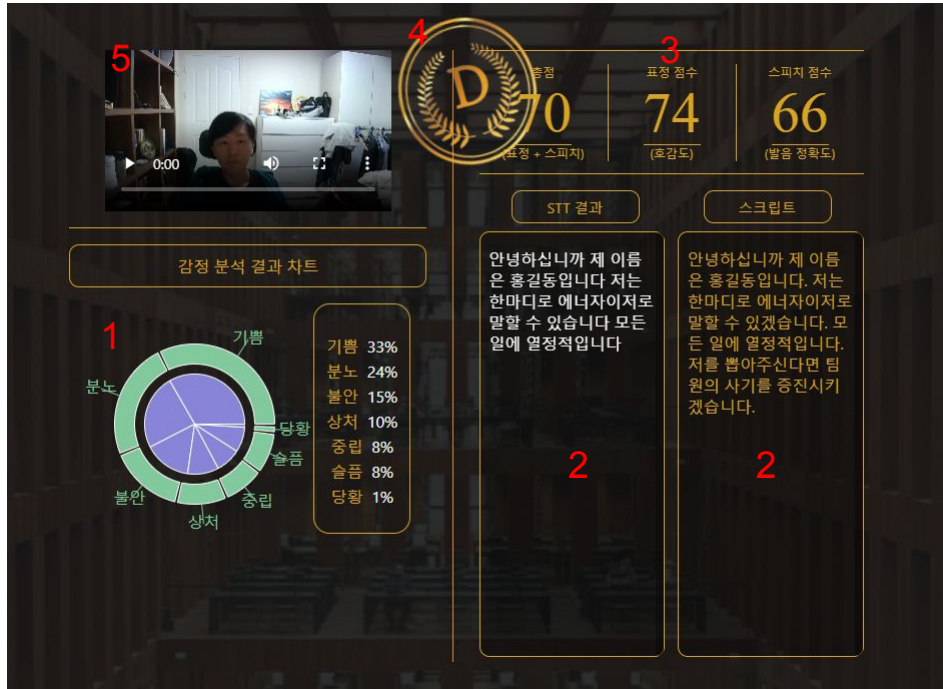 5
0:00
4
D
3
총점
70
(표정 + 스피치)
표정 점수
74
(호감도)
스피치 점수
66
(발음 정확도)
감정 분석 결과 차트
1
기쁨
분노
당황
슬픔
불안
중립
상처
기쁨 33%
분노 24%
불안 15%
상처 10%
중립 8%
슬픔 8%
당황 1%
STT 결과
안녕하십니까 제 이름
은 홍길동입니다 저는
한마디로 에너자이저로
말할 수 있습니다 모든
일에 열정적입니다
2
스크립트
안녕하십니까 제 이름
은 홍길동입니다. 저는
한마디로 에너자이저로
말할 수 있겠습니다. 모
든 일에 열정적입니다.
저를 뽑아주신다면 팀
원의 사기를 증진시키
겠습니다.
2